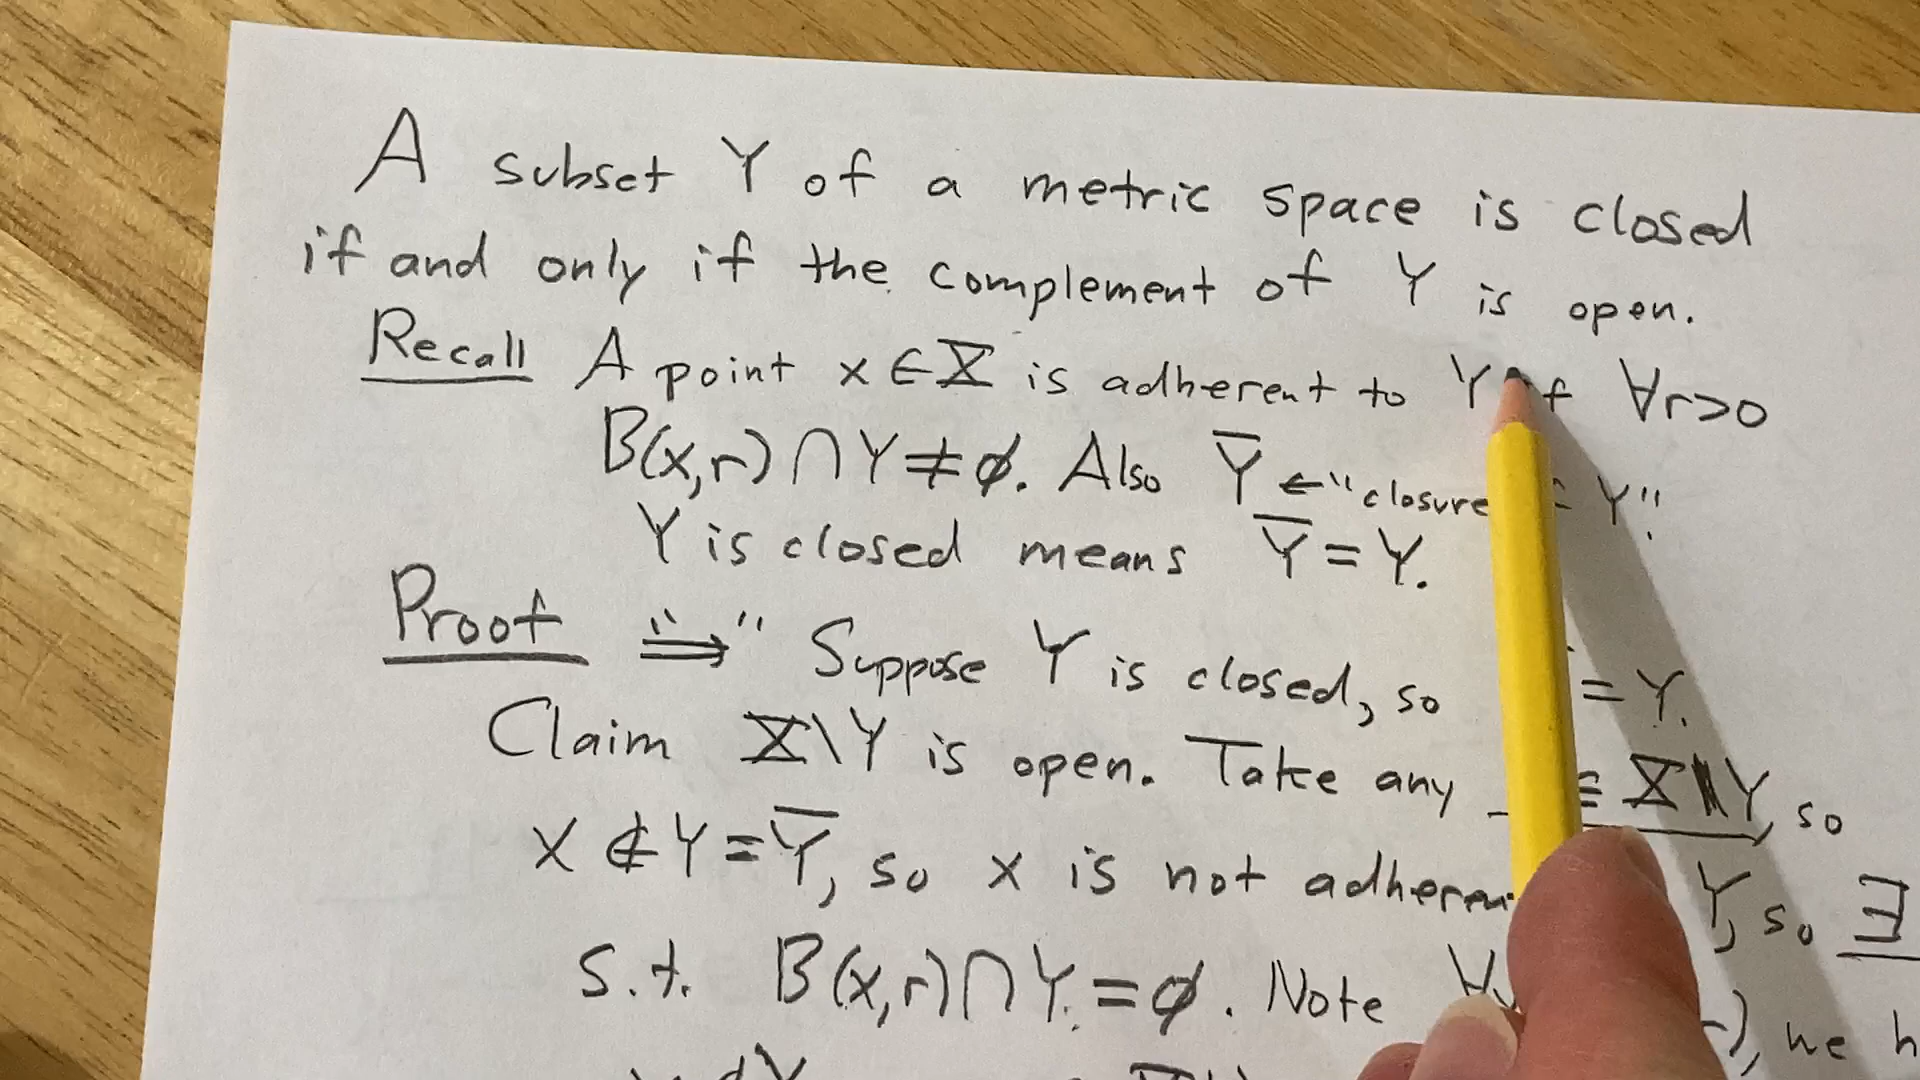 A subset Y of a metric space is closed
if and only if the complement of Y is open.
Recall A point x ∈ X is adherent to Y ∀r>0
B(x,r) ∩ Y ≠ ∅. Also Y̅ ← "closure Y".
Y is closed means Y̅ = Y.
Proof "⇒" Suppose Y is closed, so = Y.
Claim X\Y is open. Take any X\Y, so
x ∉ Y = Y̅, so x is not Y, so ∃
s.t. B(x,r) ∩ Y = ∅. Note we